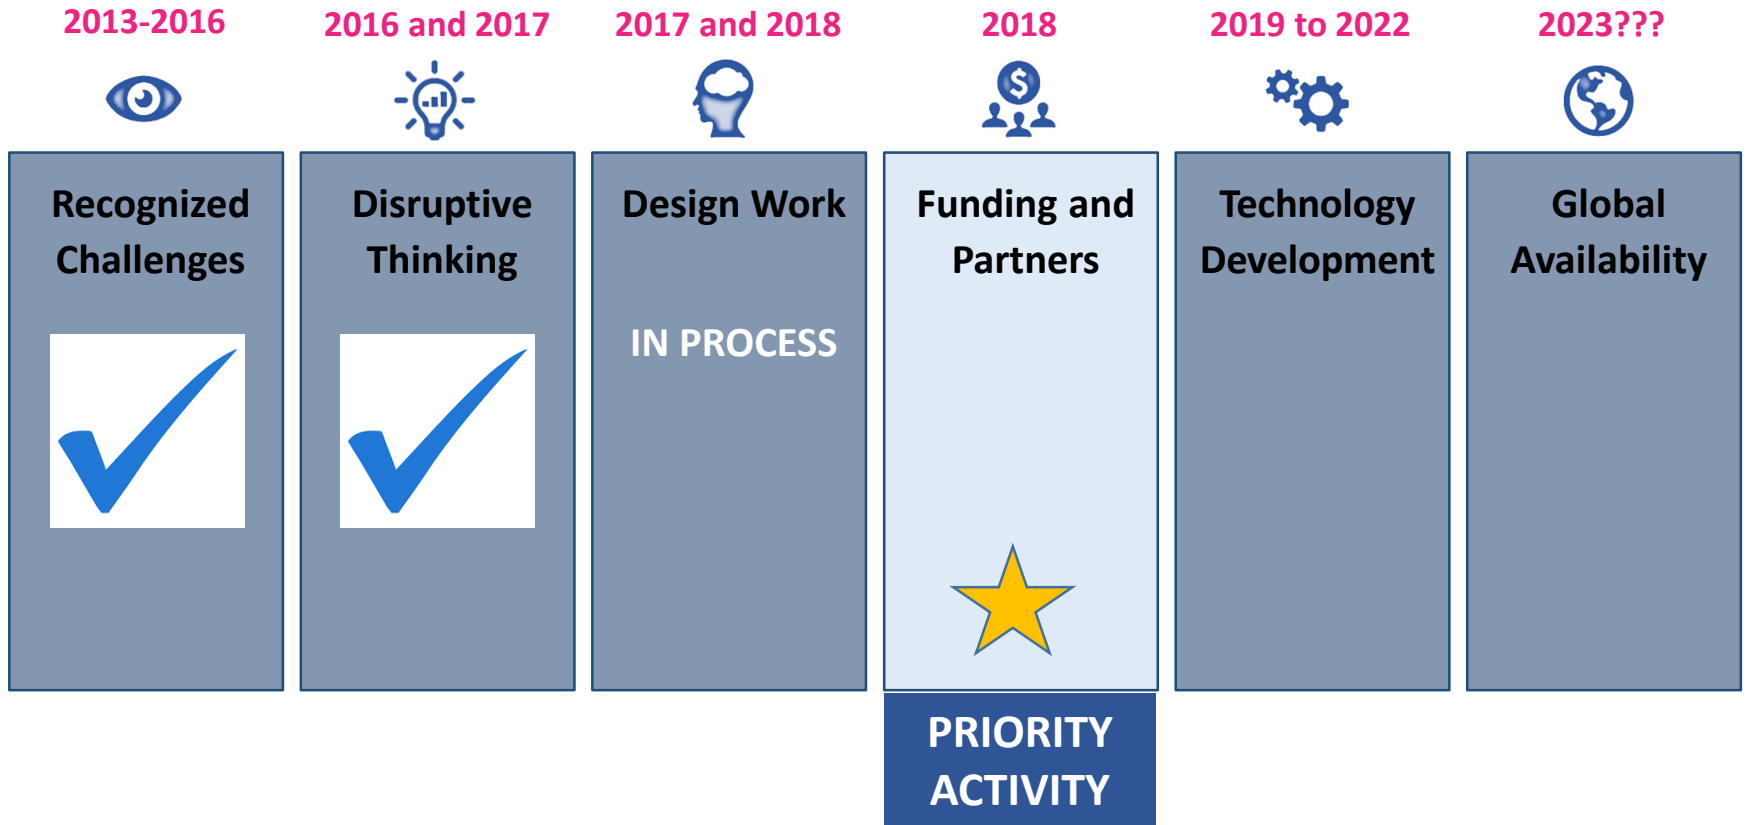 2013-2016
2016 and 2017
2017 and 2018
2018
2019 to 2022
2023???
$
Recognized
Challenges
Disruptive
Thinking
Design Work
IN PROCESS
Funding and
Partners
Technology
Development
Global
Availability
PRIORITY
ACTIVITY